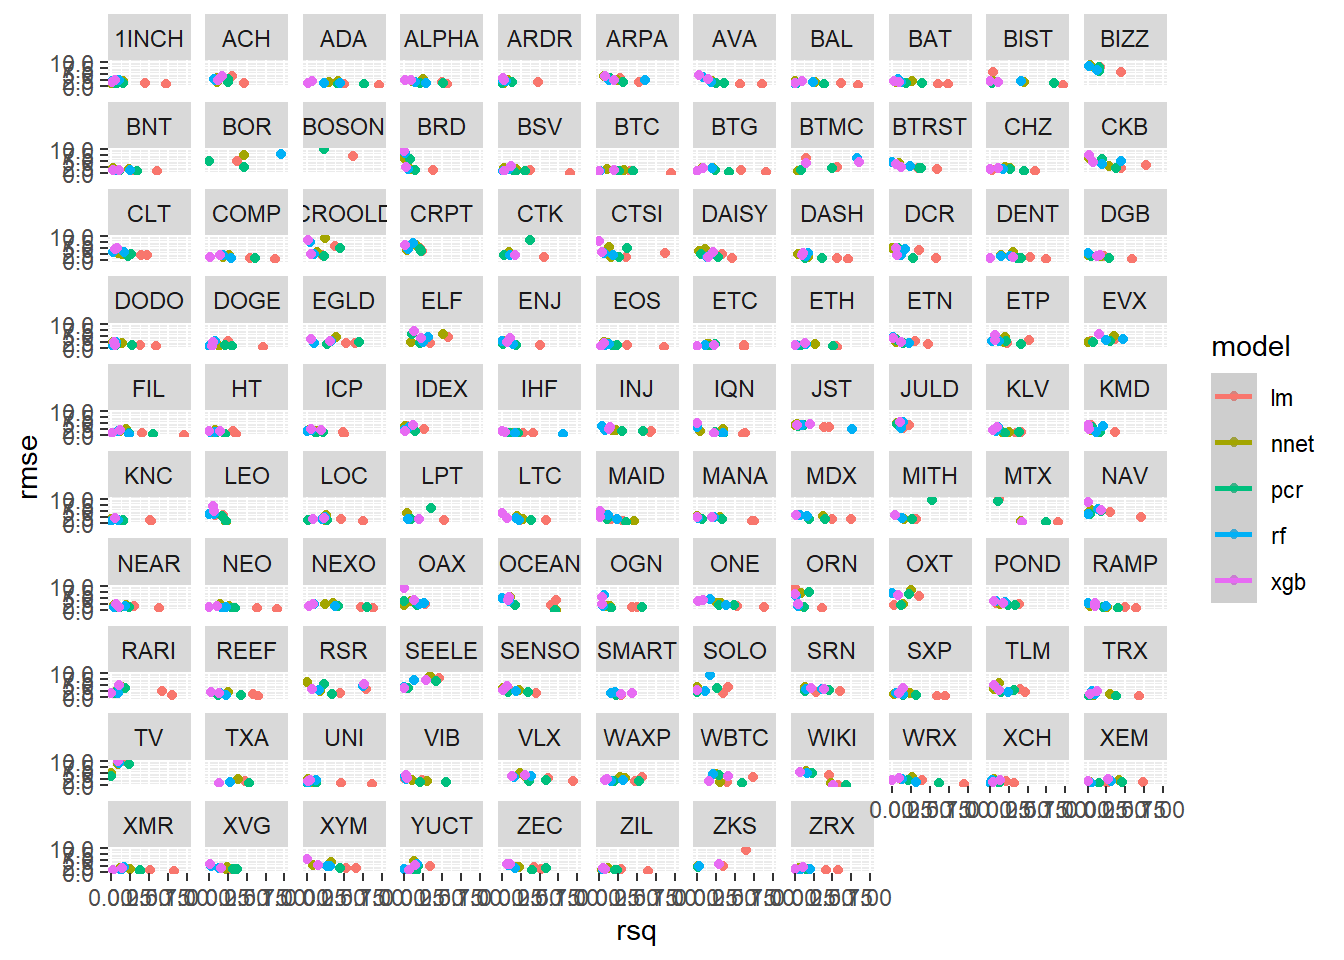 1INCH ACH ADA ALPHA ARDR ARPA AVA BAL BAT BIST BIZZ
BNT BOR BOSON BRD BSV BTC BTG BTMC BTRST CHZ CKB
CLT COMP CROOLD CRPT CTK CTSI DAISY DASH DCR DENT DGB
DODO DOGE EGLD ELF ENJ EOS ETC ETH ETN ETP EVX
FIL HT ICP IDEX IHF INJ IQN JST JULD KLV KMD
KNC LEO LOC LPT LTC MAID MANA MDX MITH MTX NAV
NEAR NEO NEXO OAX OCEAN OGN ONE ORN OXT POND RAMP
RARI REEF RSR SEELE SENSO SMART SOLO SRN SXP TLM TRX
TV TXA UNI VIB VLX WAXP WBTC WIKI WRX XCH XEM
XMR XVG XYM YUCT ZEC ZIL ZKS ZRX
rmse
rsq
model
lm
nnet
pcr
rf
xgb